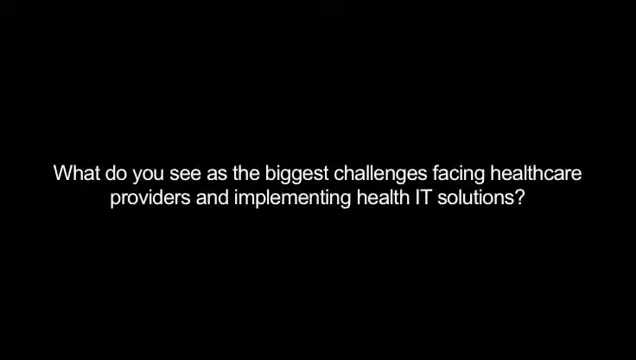 What do you see as the biggest challenges facing healthcare
providers and implementing health IT solutions?